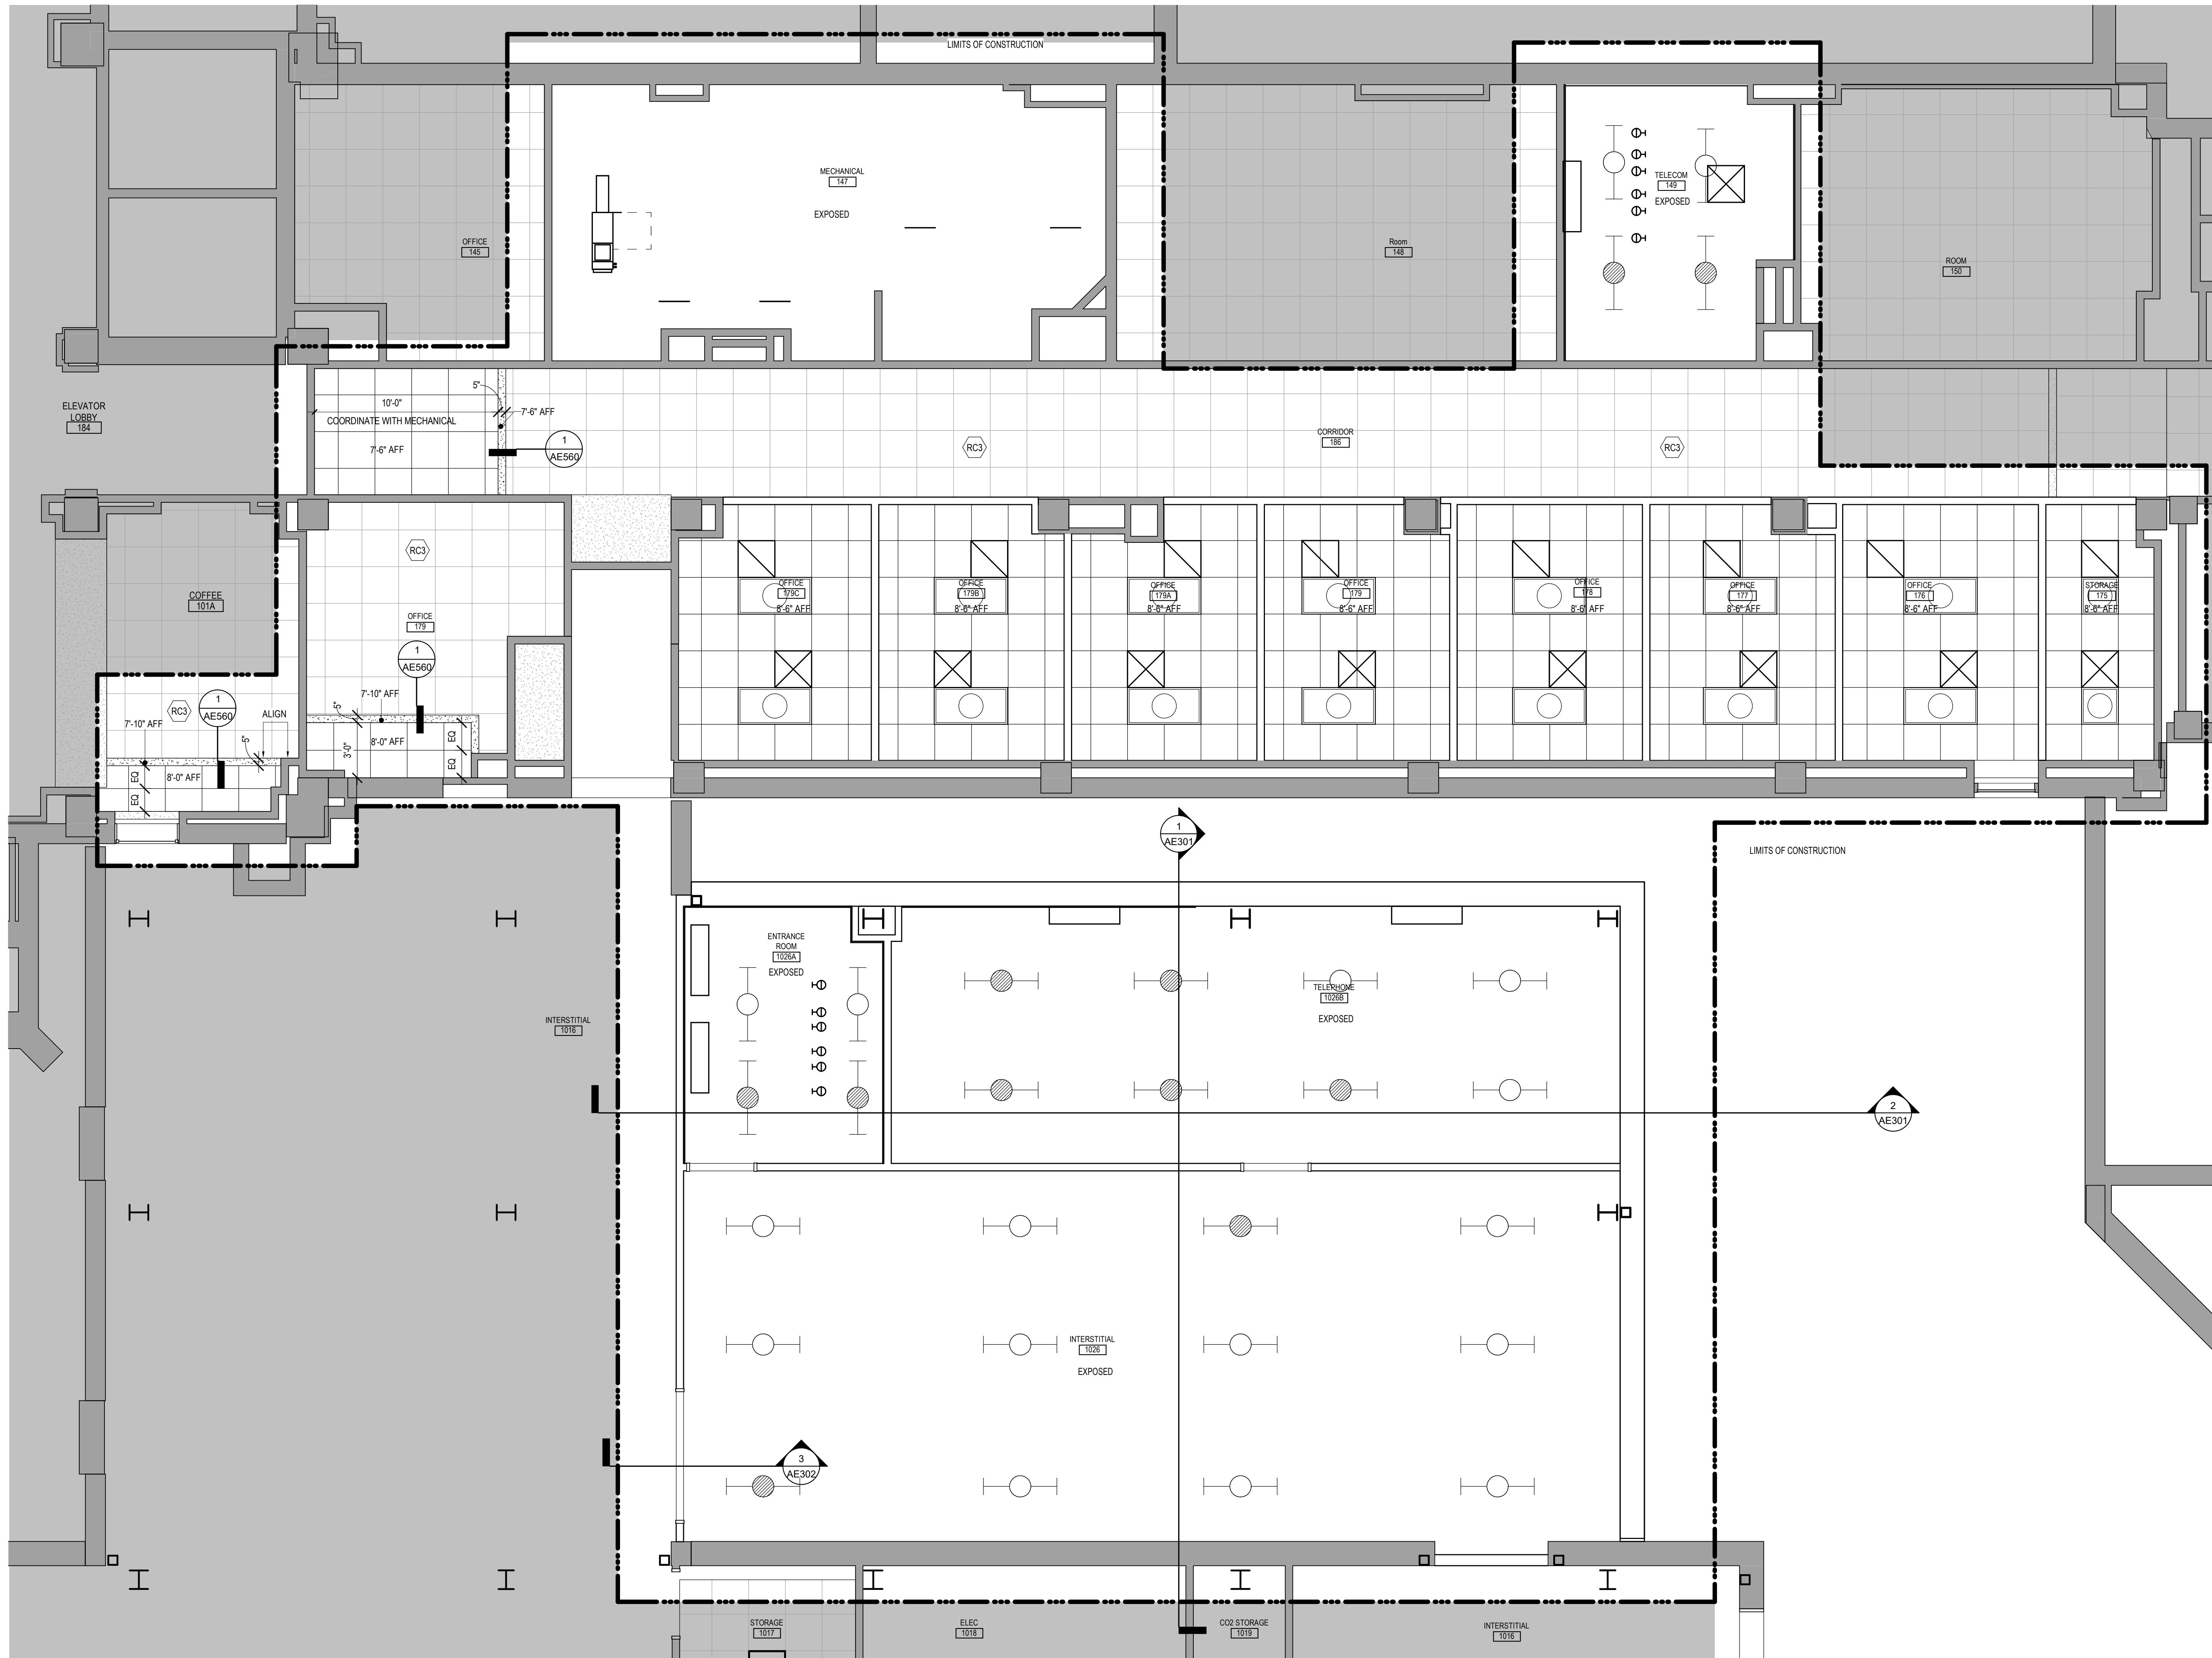 LIMITS OF CONSTRUCTION
MECHANICAL
147
EXPOSED
TELECOM
149
EXPOSED
OFFICE
145
Room
148
ROOM
150
5"
10'-0"
7'-6" AFF
COORDINATE WITH MECHANICAL
7'-6" AFF
1
AE560
ELEVATOR
LOBBY
184
RC3
CORRIDOR
186
RC3
RC3
COFFEE
101A
OFFICE
179
1
AE560
OFFICE
179C
8'-6" AFF
OFFICE
179B
8'-6" AFF
OFFICE
179A
8'-6" AFF
OFFICE
179
8'-6" AFF
OFFICE
178
8'-6" AFF
OFFICE
177
8'-6" AFF
OFFICE
176
8'-6" AFF
STORAGE
175
8'-6" AFF
7'-10" AFF
5"
RC3
1
AE560
ALIGN
7'-10" AFF
5"
3'-0"
8'-0" AFF
EQ
EQ
EQ
8'-0" AFF
EQ
1
AE301
LIMITS OF CONSTRUCTION
ENTRANCE
ROOM
1026A
EXPOSED
TELEPHONE
1026B
EXPOSED
INTERSTITIAL
1016
2
AE301
INTERSTITIAL
1026
EXPOSED
3
AE302
STORAGE
1017
ELEC
1018
CO2 STORAGE
1019
INTERSTITIAL
1016